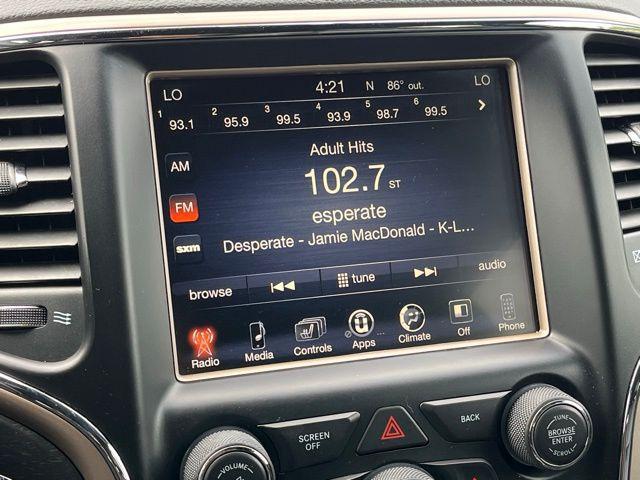 LO 4:21 N 86° out. LO
1 93.1 2 95.9 3 99.5 4 93.9 5 98.7 6 99.5
Adult Hits
AM
102.7 ST
FM
esperate
sxm
Desperate - Jamie MacDonald - K-L...
browse tune audio
Radio Media Controls Apps Climate Off Phone
SCREEN OFF
BACK
TUNE
BROWSE
ENTER
SCROLL
VOLUME